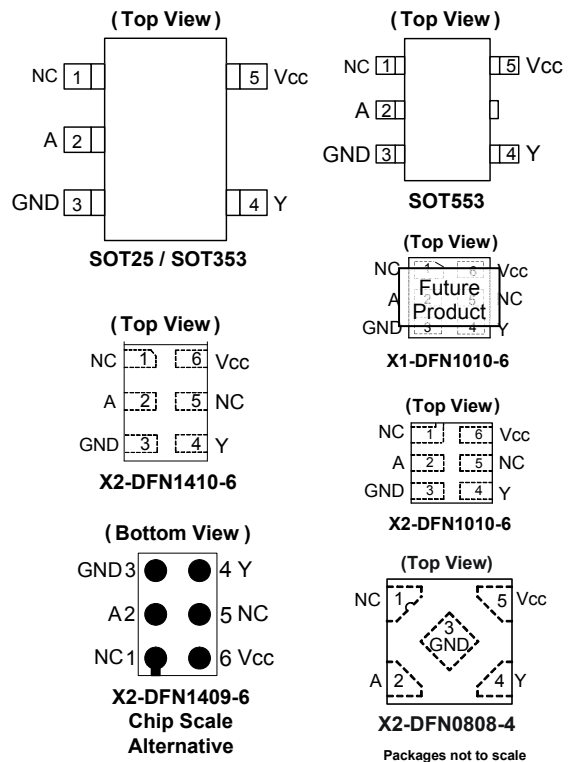 (Top View)
NC 1 5 Vcc
A 2
GND 3 4 Y
SOT25 / SOT353
(Top View)
NC 1 5 Vcc
A 2
GND 3 4 Y
SOT553
(Top View)
NC 1 6 Vcc
A 2 5 NC
GND 3 4 Y
Future
Product
X1-DFN1010-6
(Top View)
NC 1 6 Vcc
A 2 5 NC
GND 3 4 Y
X2-DFN1410-6
(Top View)
NC 1 6 Vcc
A 2 5 NC
GND 3 4 Y
X2-DFN1010-6
(Bottom View)
GND 3 4 Y
A 2 5 NC
NC 1 6 Vcc
X2-DFN1409-6
Chip Scale
Alternative
(Top View)
NC 1 5 Vcc
3
GND
A 2 4 Y
X2-DFN0808-4
Packages not to scale